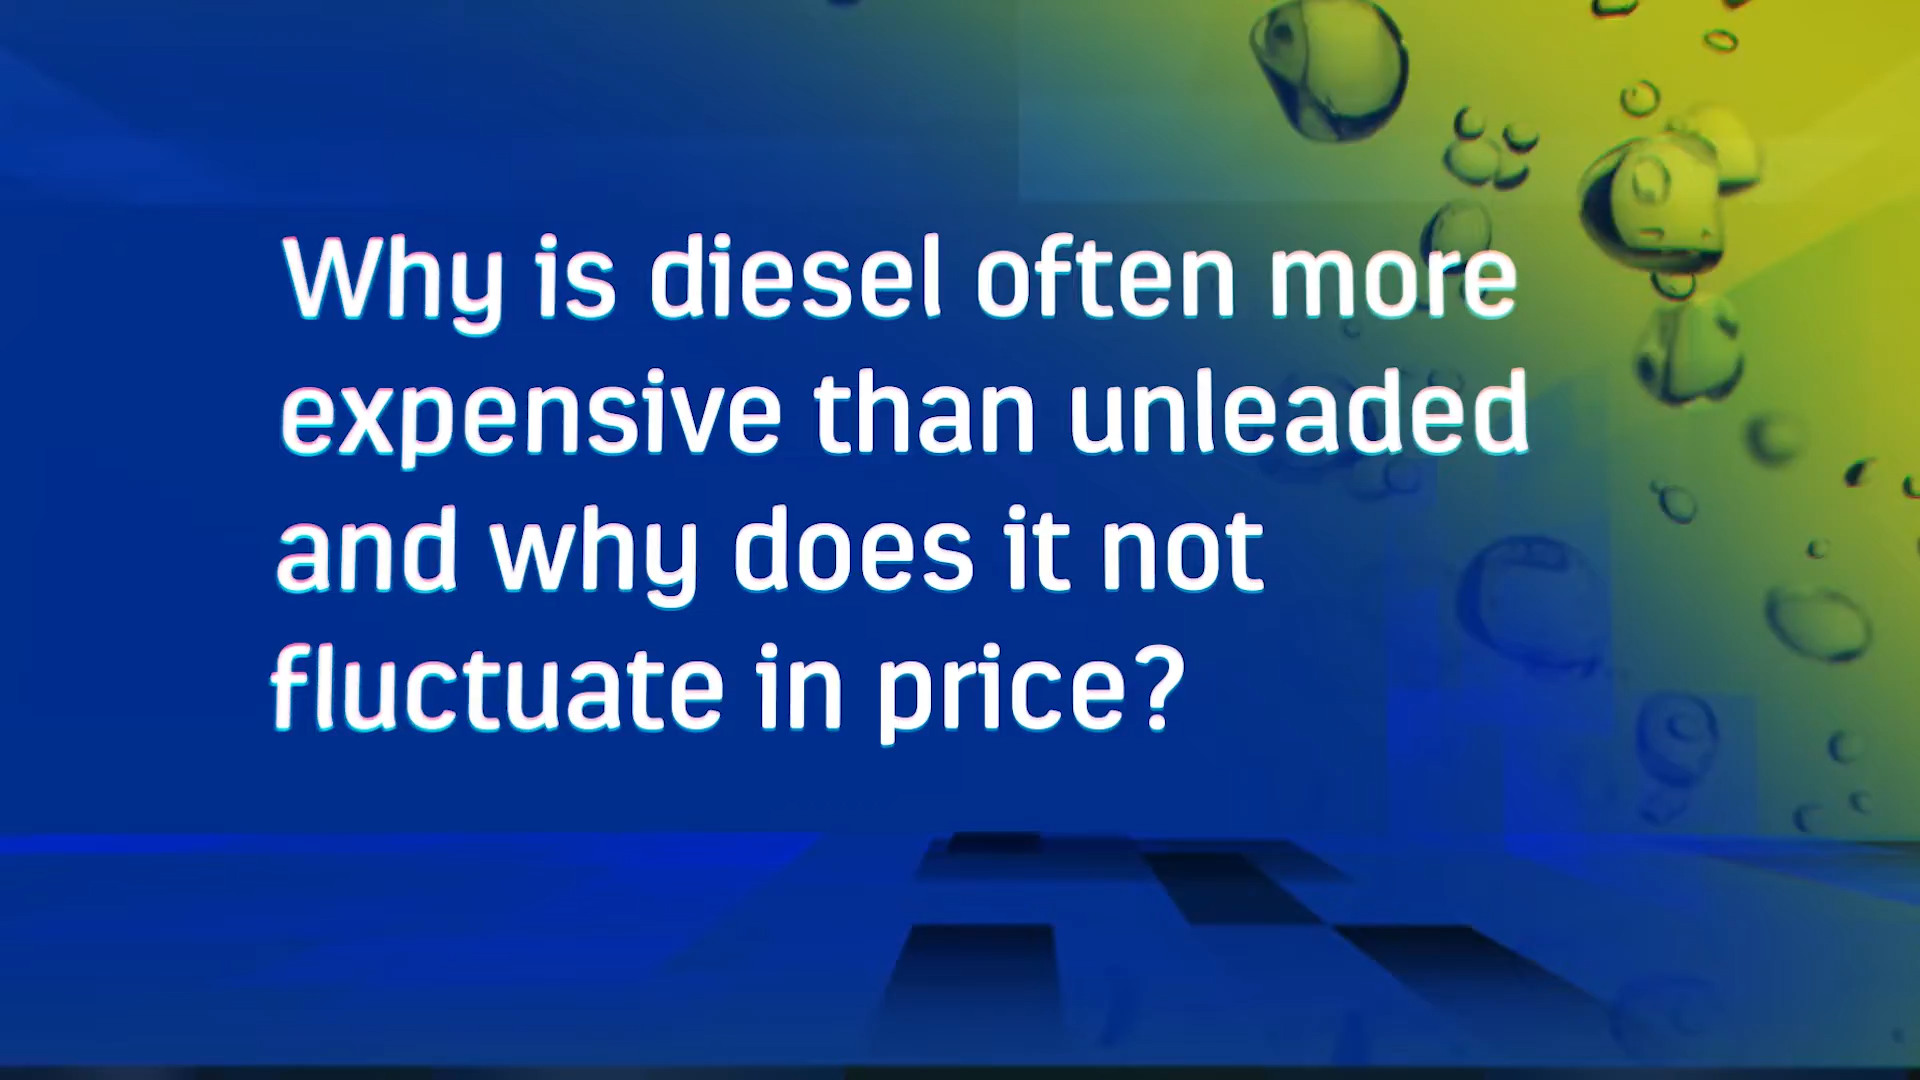 Why is diesel often more
expensive than unleaded
and why does it not
fluctuate in price?